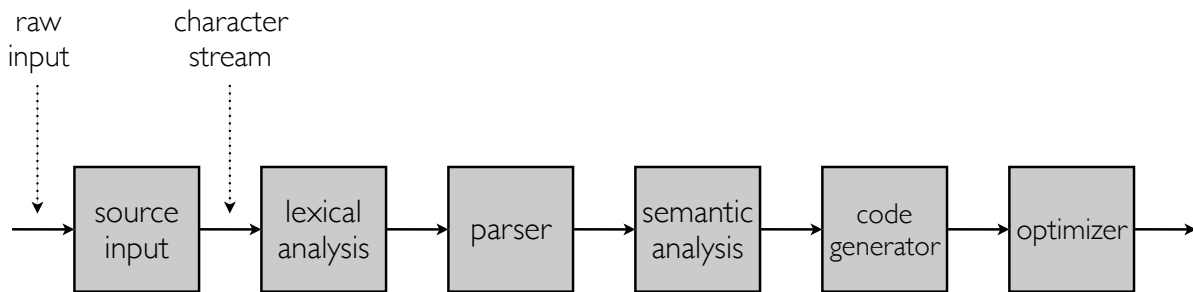 raw
input
character
stream
source
input
lexical
analysis
parser
semantic
analysis
code
generator
optimizer